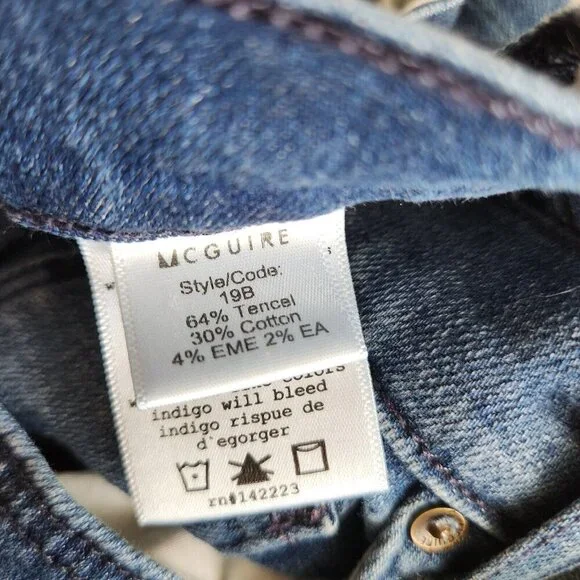 MCGUIRE
Style/Code:
19B
64% Tencel
30% Cotton
4% EME 2% EA
colors
indigo will bleed
indigo rispue de
d'egorger
rn#142223